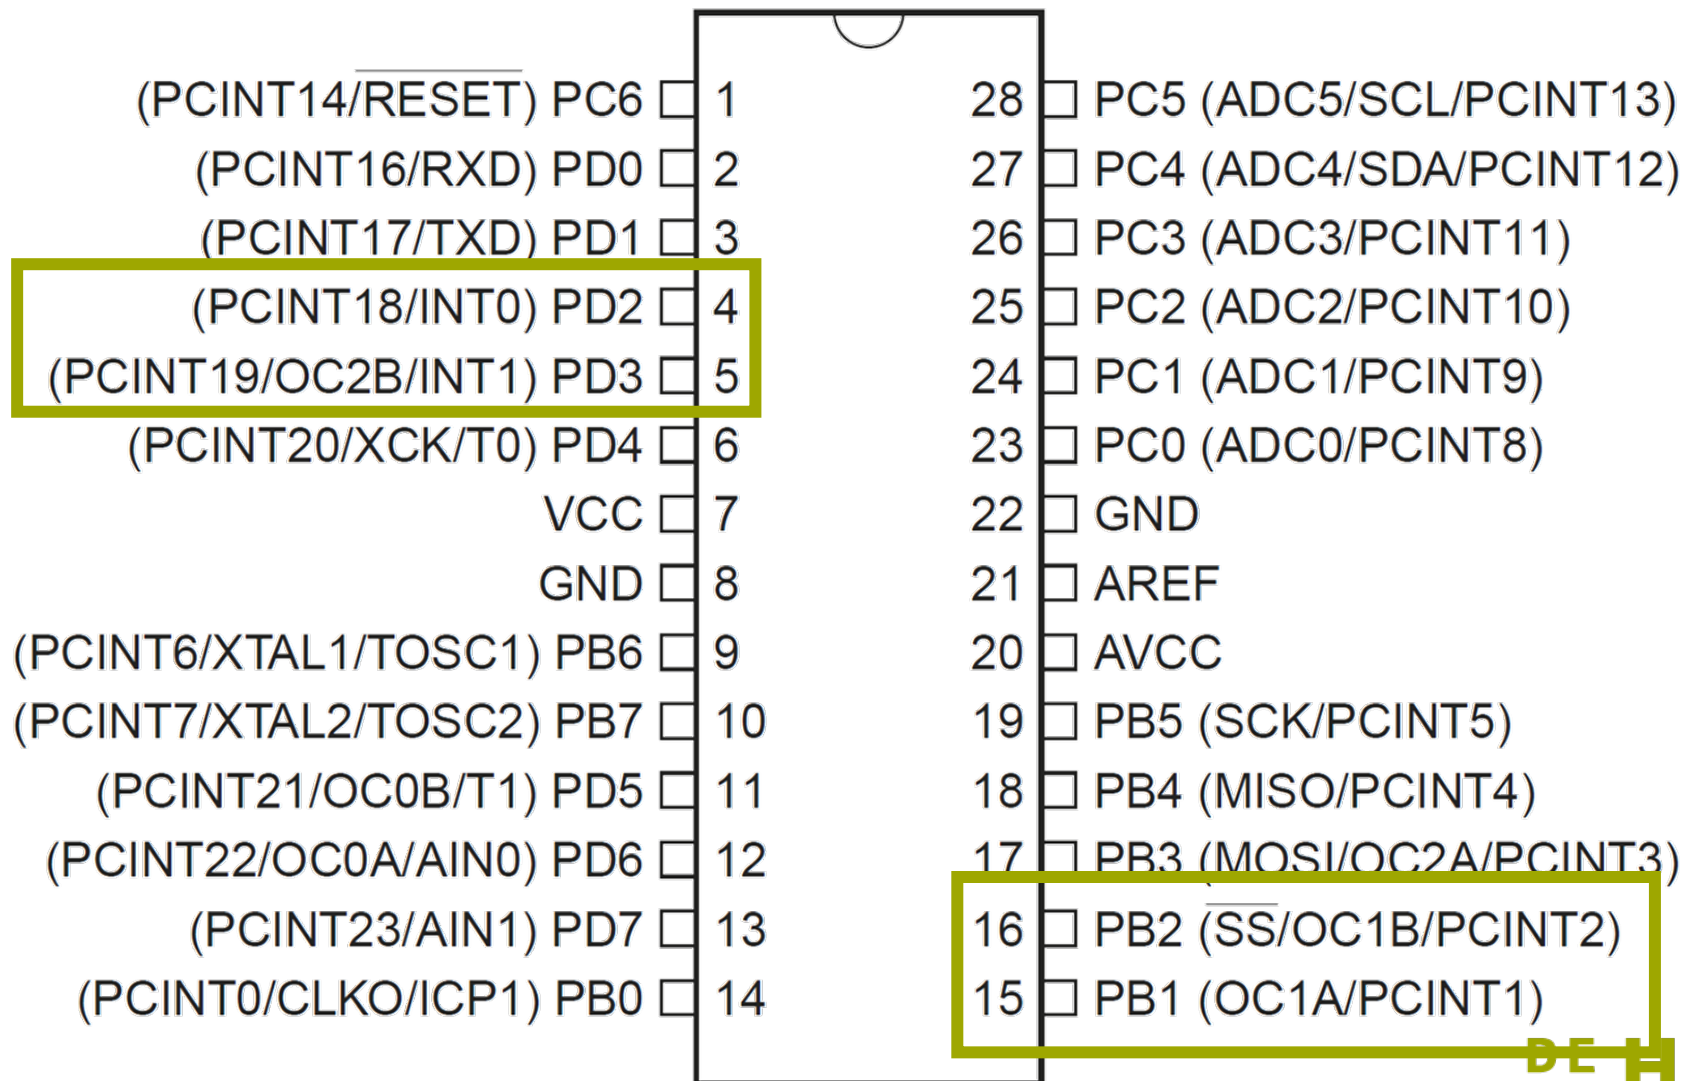 (PCINT14/RESET) PC6 1
(PCINT16/RXD) PD0 2
(PCINT17/TXD) PD1 3
(PCINT18/INT0) PD2 4
(PCINT19/OC2B/INT1) PD3 5
(PCINT20/XCK/T0) PD4 6
VCC 7
GND 8
(PCINT6/XTAL1/TOSC1) PB6 9
(PCINT7/XTAL2/TOSC2) PB7 10
(PCINT21/OC0B/T1) PD5 11
(PCINT22/OC0A/AIN0) PD6 12
(PCINT23/AIN1) PD7 13
(PCINT0/CLKO/ICP1) PB0 14
28 PC5 (ADC5/SCL/PCINT13)
27 PC4 (ADC4/SDA/PCINT12)
26 PC3 (ADC3/PCINT11)
25 PC2 (ADC2/PCINT10)
24 PC1 (ADC1/PCINT9)
23 PC0 (ADC0/PCINT8)
22 GND
21 AREF
20 AVCC
19 PB5 (SCK/PCINT5)
18 PB4 (MISO/PCINT4)
17 PB3 (MOSI/OC2A/PCINT3)
16 PB2 (SS/OC1B/PCINT2)
15 PB1 (OC1A/PCINT1)
DE H